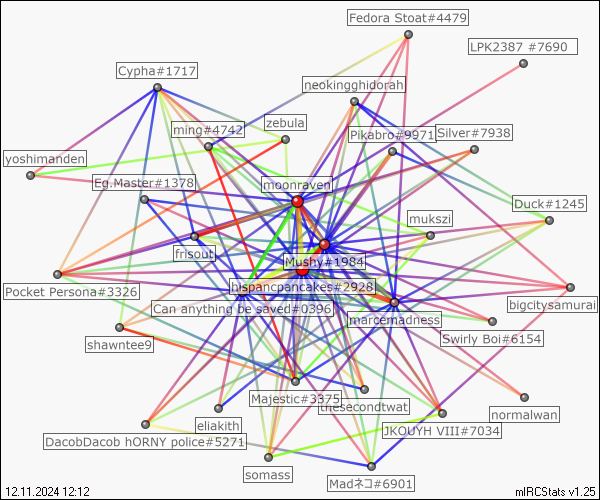 Fedora Stoat#4479
LPK2387 #7690
Cypha#1717
neokingghidorah
zebula
ming#4742
Pikabro#9971
Silver#7938
yoshimanden
Eg.Master#1378
moonraven
Duck#1245
mukszi
frisout
Mushy#1984
Pocket Persona#3326
hispancpancakes#2928
bigcitysamurai
Can anything be saved#0396
marcemadness
Swirly Boi#6154
shawntee9
Majestic#3375
thesecondtwat
normalwan
eliakith
JKOUYH VIII#7034
DacobDacob hORNY police#5271
somass
Madネコ#6901
12.11.2024 12:12
mIRCStats v1.25